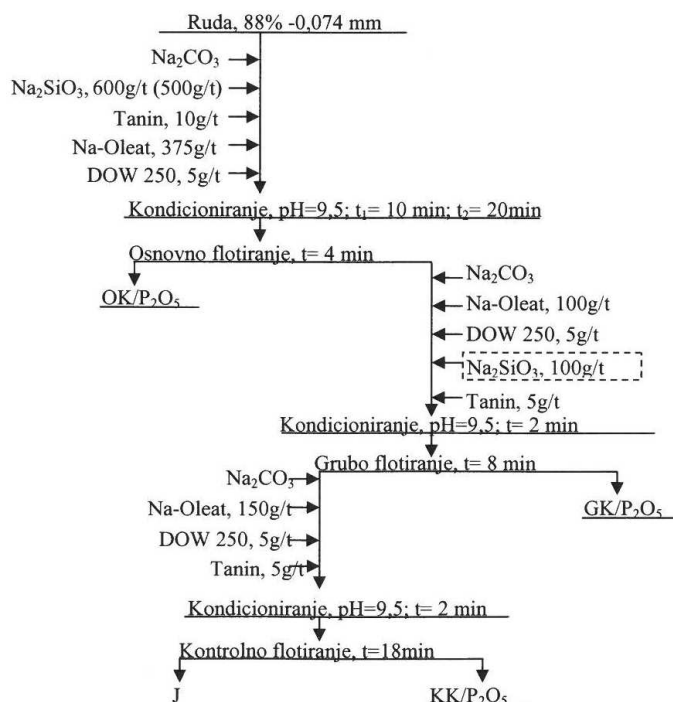 Ruda, 88% -0,074 mm
Na₂CO₃
Na₂SiO₃, 600g/t (500g/t)
Tanin, 10g/t
Na-Oleat, 375g/t
DOW 250, 5g/t
Kondicioniranje, pH=9,5; t₁= 10 min; t₂= 20min
Osnovno flotiranje, t= 4 min
OK/P₂O₅
Na₂CO₃
Na-Oleat, 100g/t
DOW 250, 5g/t
Na₂SiO₃, 100g/t
Tanin, 5g/t
Kondicioniranje, pH=9,5; t= 2 min
Grubo flotiranje, t= 8 min
GK/P₂O₅
Na₂CO₃
Na-Oleat, 150g/t
DOW 250, 5g/t
Tanin, 5g/t
Kondicioniranje, pH=9,5; t= 2 min
Kontrolno flotiranje, t=18min
J
KK/P₂O₅